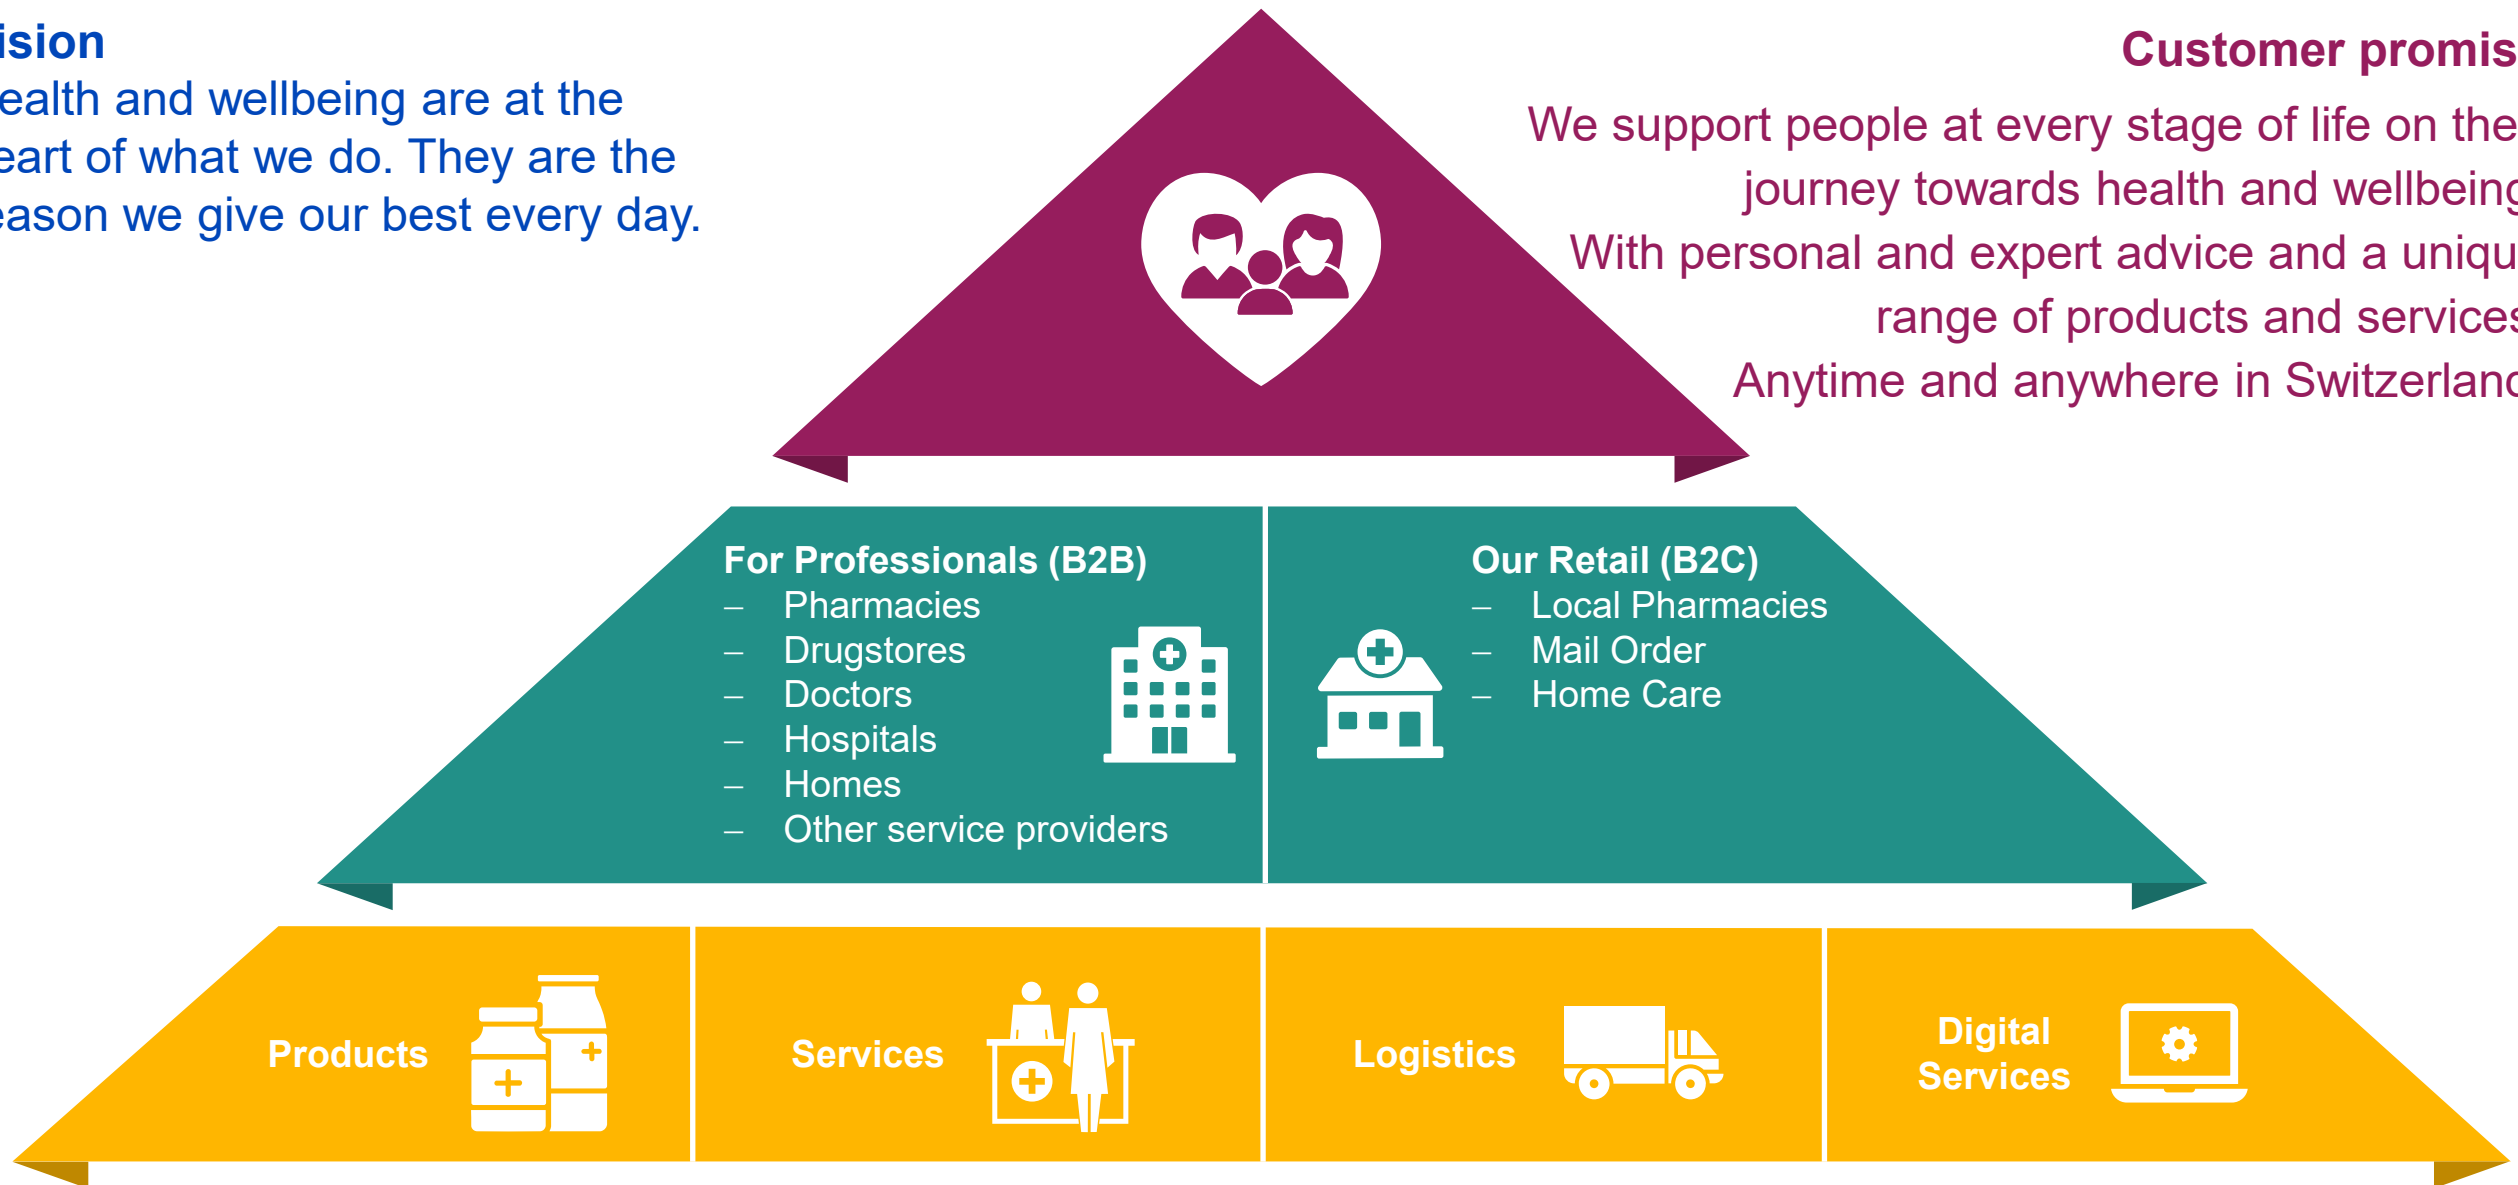 ision
ealth and wellbeing are at the
eart of what we do. They are the
eason we give our best every day.
Customer promis
We support people at every stage of life on the
journey towards health and wellbeing
With personal and expert advice and a uniqu
range of products and services
Anytime and anywhere in Switzerland
For Professionals (B2B)
– Pharmacies
– Drugstores
– Doctors
– Hospitals
– Homes
– Other service providers
Our Retail (B2C)
– Local Pharmacies
– Mail Order
– Home Care
Products
Services
Logistics
Digital
Services